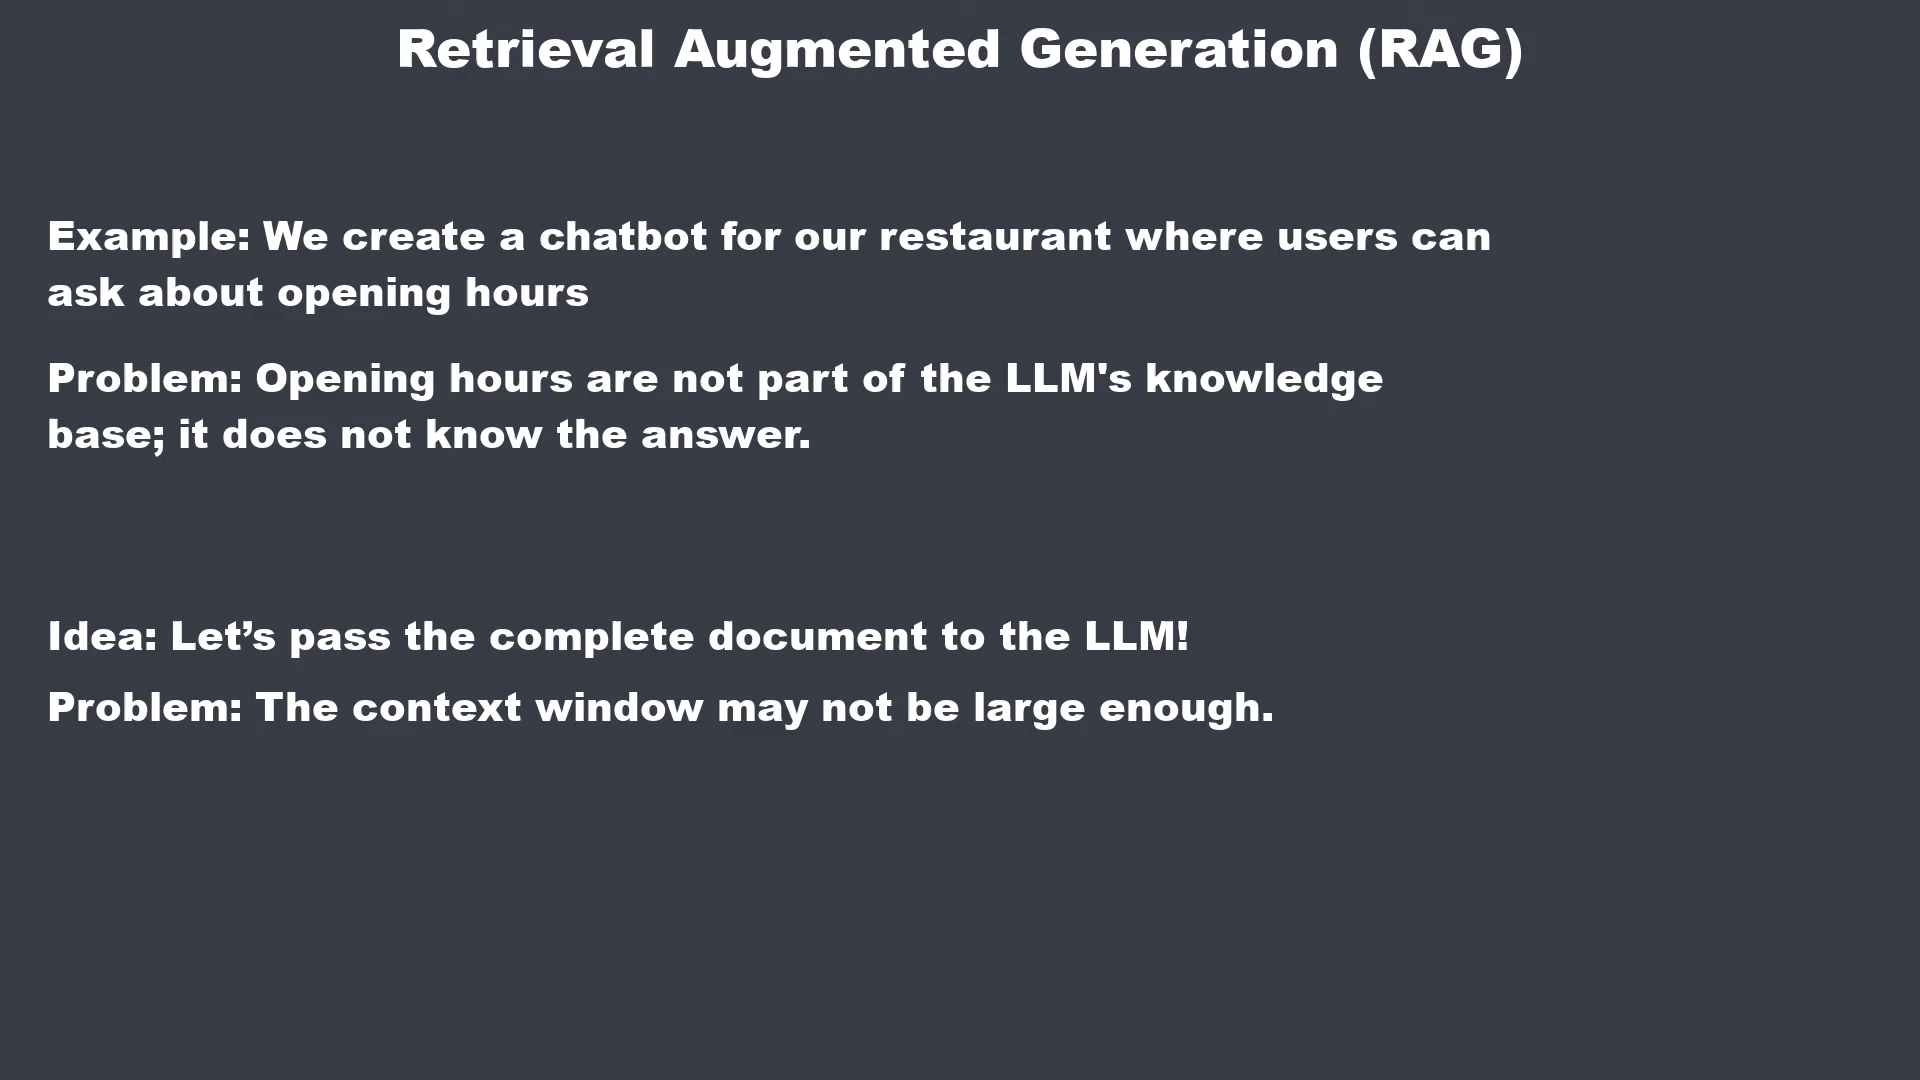 Retrieval Augmented Generation (RAG)
Example: We create a chatbot for our restaurant where users can
ask about opening hours
Problem: Opening hours are not part of the LLM's knowledge
base; it does not know the answer.
Idea: Let’s pass the complete document to the LLM!
Problem: The context window may not be large enough.